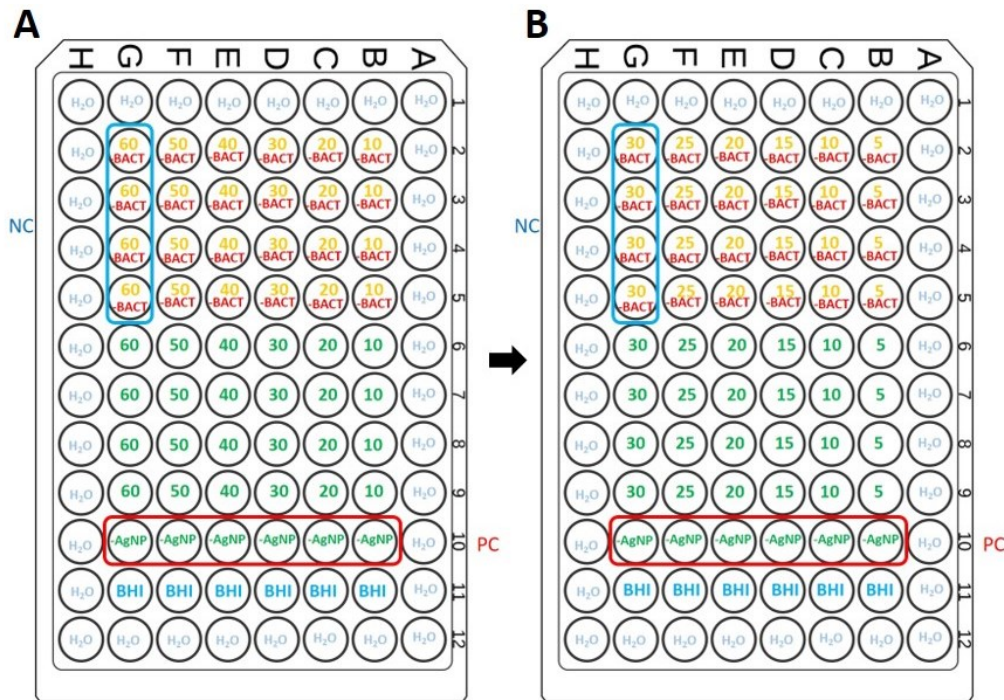 A
H G F E D C B A
H₂O H₂O H₂O H₂O H₂O H₂O H₂O H₂O 1
H₂O 60 50 40 30 20 10 H₂O 2
BACT -BACT -BACT -BACT -BACT -BACT
H₂O 60 50 40 30 20 10 H₂O 3
-BACT -BACT -BACT -BACT -BACT -BACT
NC
H₂O 60 50 40 30 20 10 H₂O 4
BACT -BACT -BACT -BACT -BACT -BACT
H₂O 60 50 40 30 20 10 H₂O 5
-BACT -BACT -BACT -BACT -BACT -BACT
H₂O 60 50 40 30 20 10 H₂O 6
H₂O 60 50 40 30 20 10 H₂O 7
H₂O 60 50 40 30 20 10 H₂O 8
H₂O 60 50 40 30 20 10 H₂O 9
H₂O -AgNP -AgNP -AgNP -AgNP -AgNP -AgNP H₂O 10 PC
H₂O BHI BHI BHI BHI BHI BHI H₂O 11
H₂O H₂O H₂O H₂O H₂O H₂O H₂O H₂O 12
B
H G F E D C B A
H₂O H₂O H₂O H₂O H₂O H₂O H₂O H₂O 1
H₂O 30 25 20 15 10 5 H₂O 2
BACT -BACT -BACT -BACT -BACT -BACT
H₂O 30 25 20 15 10 5 H₂O 3
-BACT -BACT -BACT -BACT -BACT -BACT
NC
H₂O 30 25 20 15 10 5 H₂O 4
BACT -BACT -BACT -BACT -BACT -BACT
H₂O 30 25 20 15 10 5 H₂O 5
-BACT -BACT -BACT -BACT -BACT -BACT
H₂O 30 25 20 15 10 5 H₂O 6
H₂O 30 25 20 15 10 5 H₂O 7
H₂O 30 25 20 15 10 5 H₂O 8
H₂O 30 25 20 15 10 5 H₂O 9
H₂O -AgNP -AgNP -AgNP -AgNP -AgNP -AgNP H₂O 10 PC
H₂O BHI BHI BHI BHI BHI BHI H₂O 11
H₂O H₂O H₂O H₂O H₂O H₂O H₂O H₂O 12